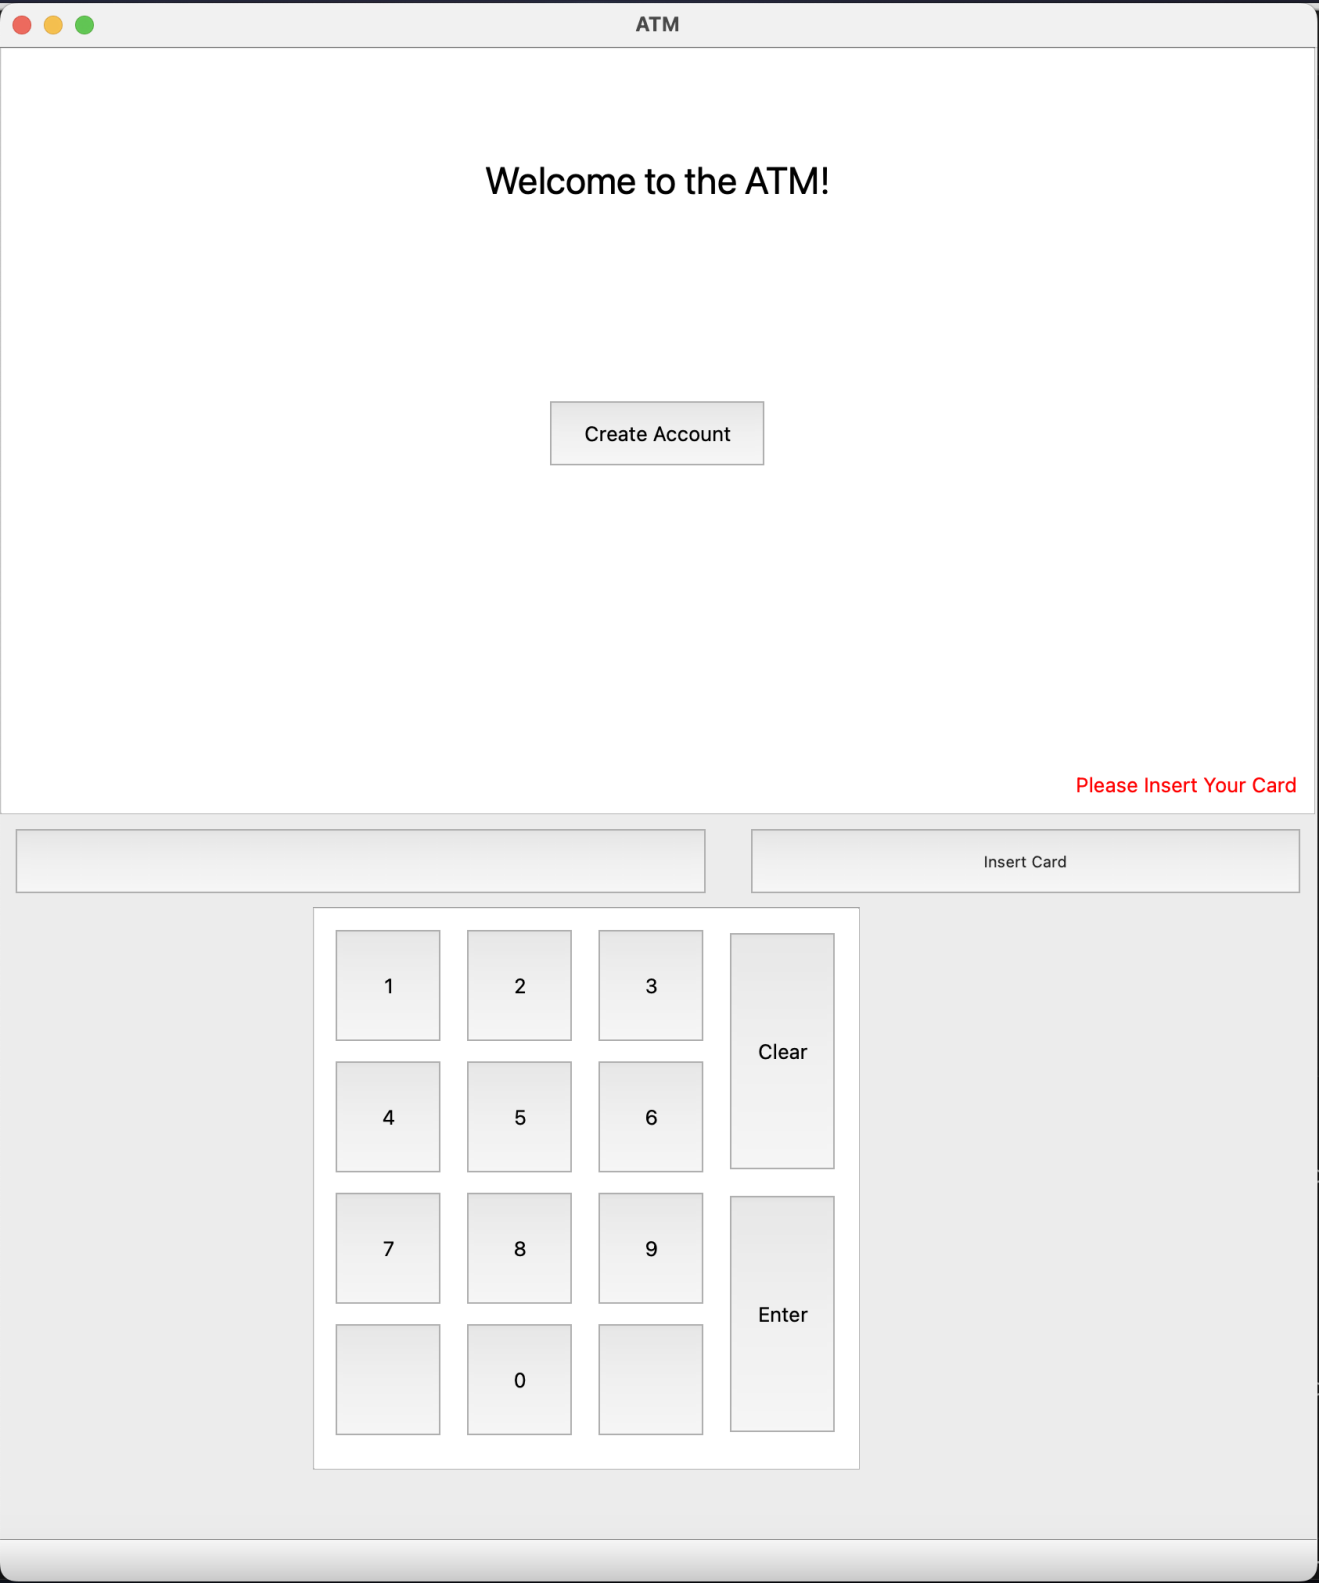 ATM
Welcome to the ATM!
Create Account
Please Insert Your Card
Insert Card
1 2 3
Clear
4 5 6
7 8 9
Enter
0